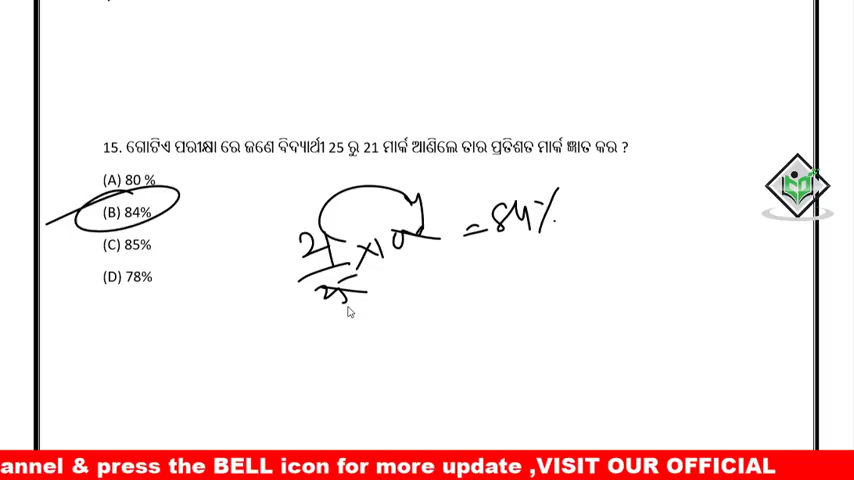 15. ଗୋଟିଏ ପରୀକ୍ଷା ରେ ଜଣେ ବିଦ୍ୟାର୍ଥୀ 25 ରୁ 21 ମାର୍କ ଆଣିଲେ ତାର ପ୍ରତିଶତ ମାର୍କ ଜ୍ଞାତ କର ?
(A) 80 %
(B) 84%
(C) 85%
(D) 78%
= 84%
21
25
annel & press the BELL icon for more update ,VISIT OUR OFFICIAL